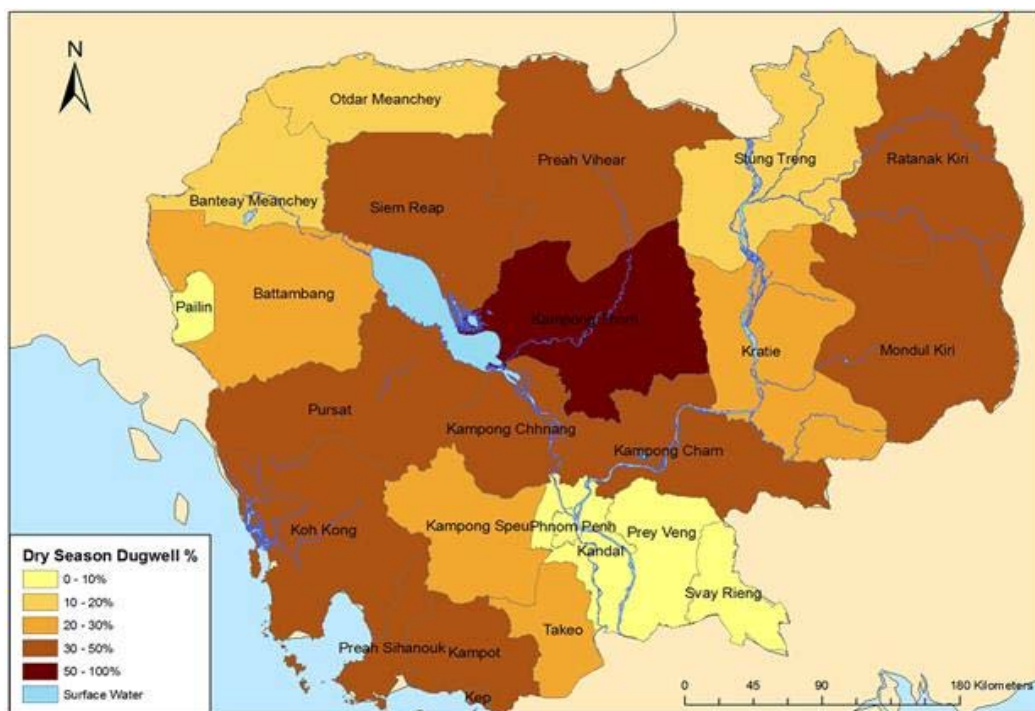 N
Otdar Meanchey
Preah Vihear
Stung Treng
Ratanak Kiri
Banteay Meanchey
Siem Reap
Pailin
Battambang
Kampong Thom
Kratie
Mondul Kiri
Pursat
Kampong Chhnang
Kampong Cham
Koh Kong
Kampong Speu
Phnom Penh
Prey Veng
Kandal
Svay Rieng
Takeo
Preah Sihanouk
Kampot
Kep
Dry Season Dugwell %
0 - 10%
10 - 20%
20 - 30%
30 - 50%
50 - 100%
Surface Water
0 45 90 180 Kilometers